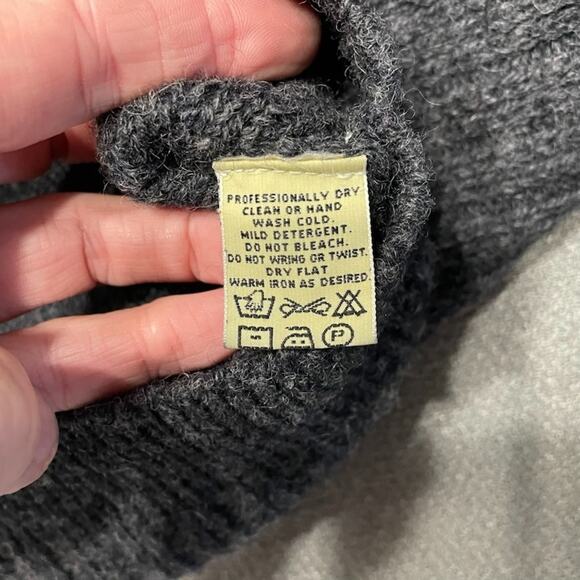 PROFESSIONALLY DRY
CLEAN OR HAND
WASH COLD.
MILD DETERGENT.
DO NOT BLEACH.
DO NOT WRING OR TWIST.
DRY FLAT
WARM IRON AS DESIRED.
P